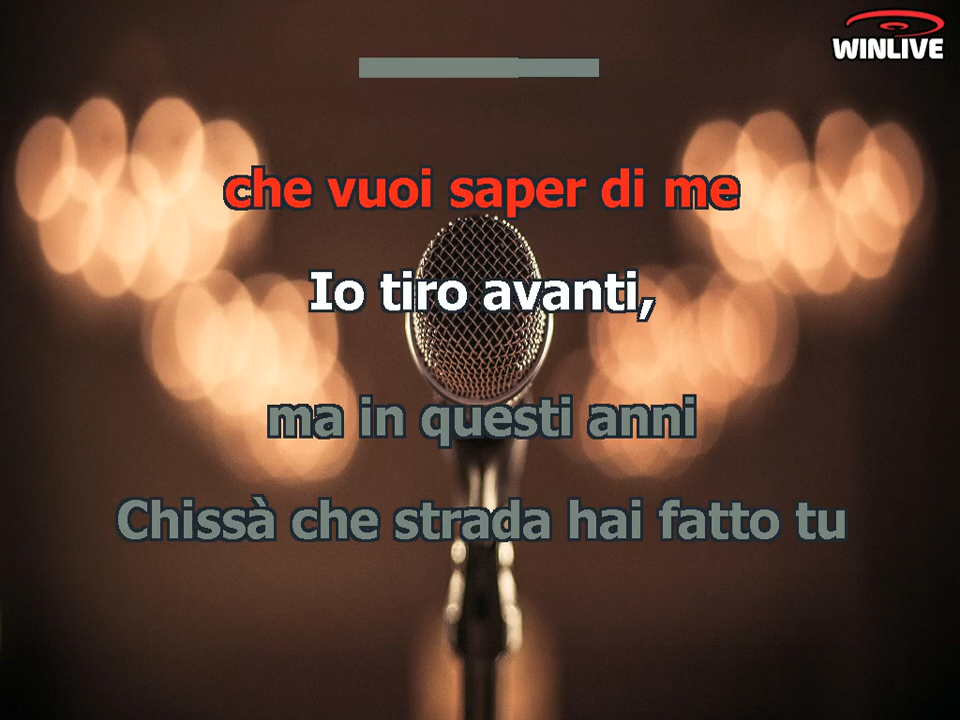 WINLIVE
che vuoi saper di me
Io tiro avanti,
ma in questi anni
Chissà che strada hai fatto tu